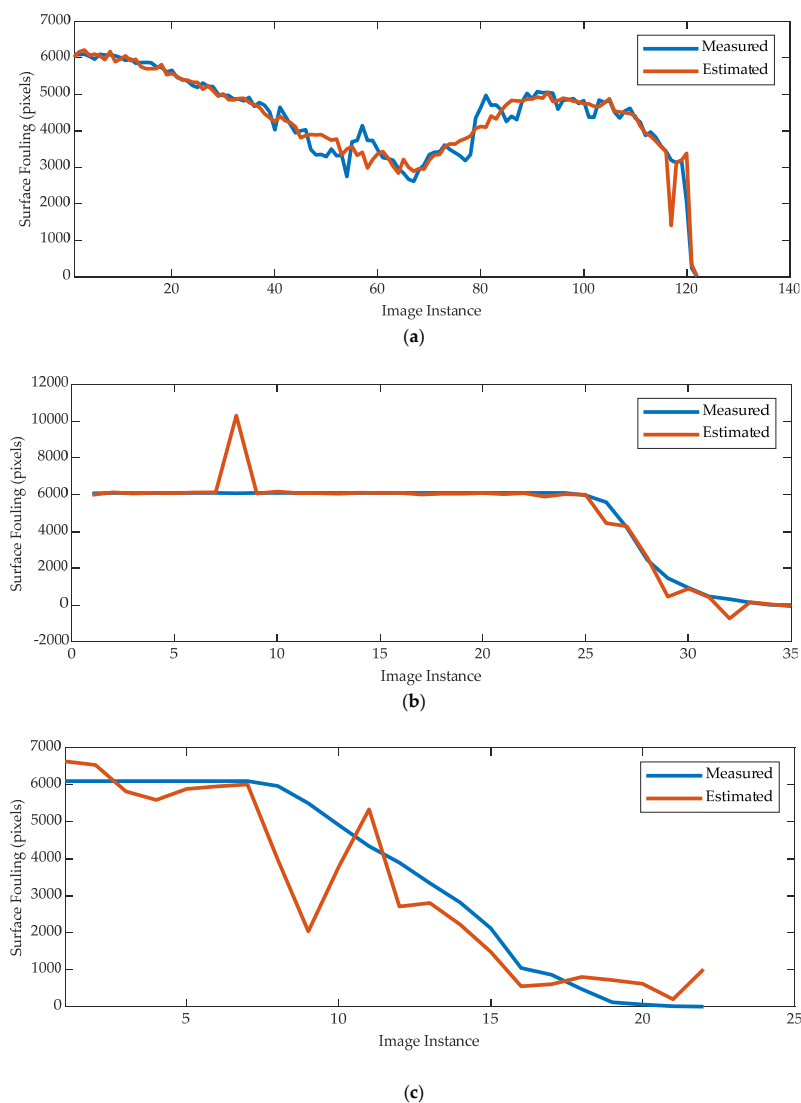 7000
6000
5000
4000
3000
2000
1000
0
Surface Fouling (pixels)
Measured
Estimated
20 40 60 80 100 120 140
Image Instance
(a)
12000
10000
8000
6000
4000
2000
0
-2000
Surface Fouling (pixels)
Measured
Estimated
0 5 10 15 20 25 30 35
Image Instance
(b)
7000
6000
5000
4000
3000
2000
1000
0
Surface Fouling (pixels)
Measured
Estimated
5 10 15 20 25
Image Instance
(c)